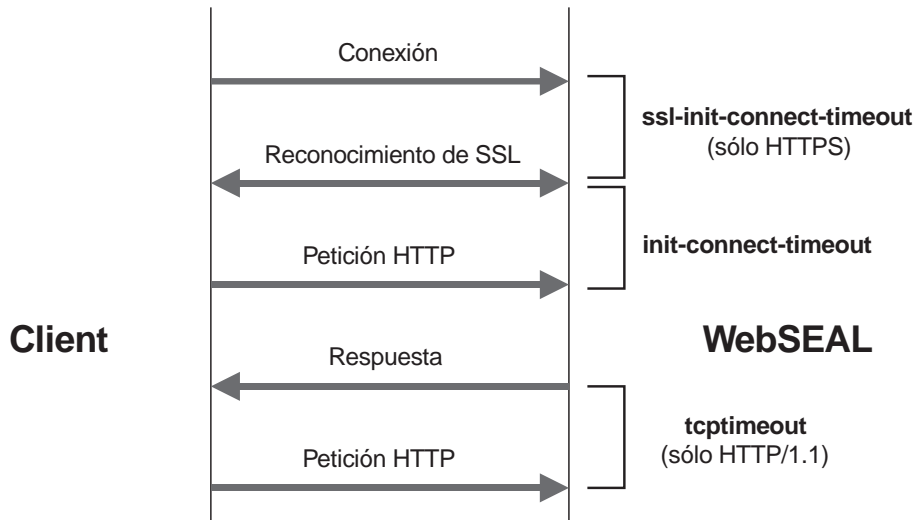 Conexión
ssl-init-connect-timeout
(sólo HTTPS)
Reconocimiento de SSL
init-connect-timeout
Petición HTTP
Client
WebSEAL
Respuesta
tcptimeout
(sólo HTTP/1.1)
Petición HTTP